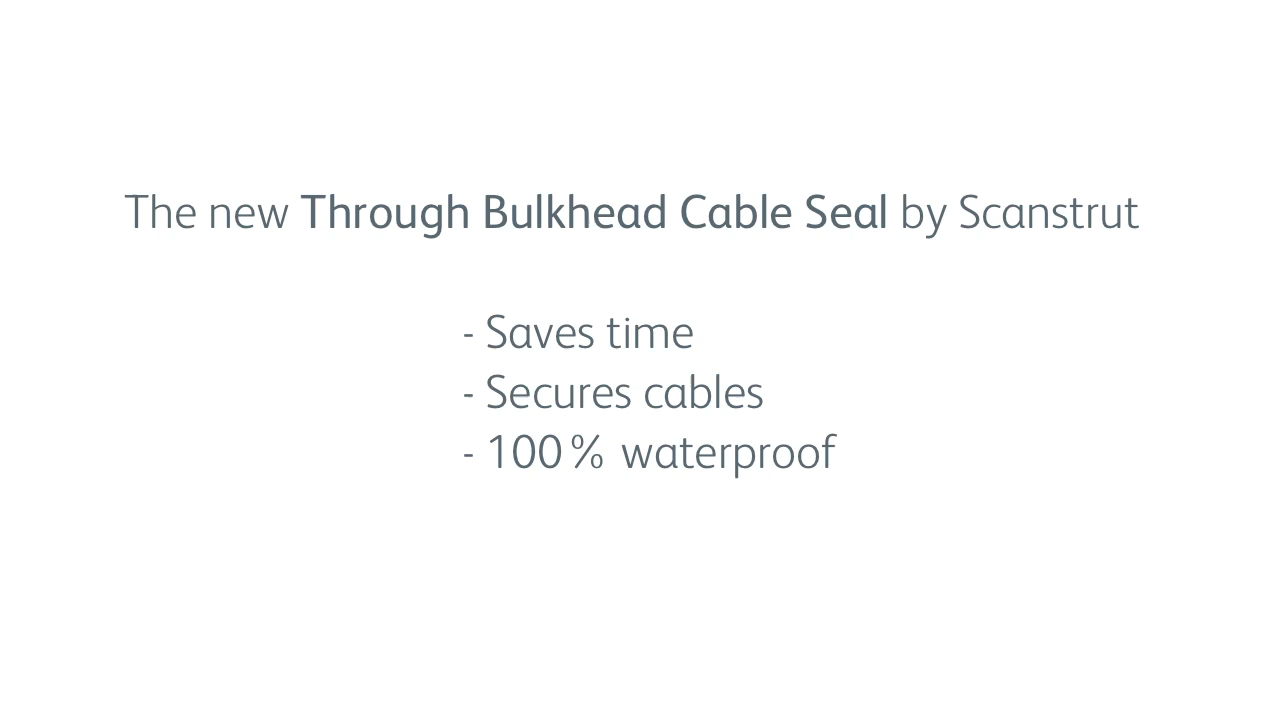 The new Through Bulkhead Cable Seal by Scanstrut
- Saves time
- Secures cables
- 100% waterproof